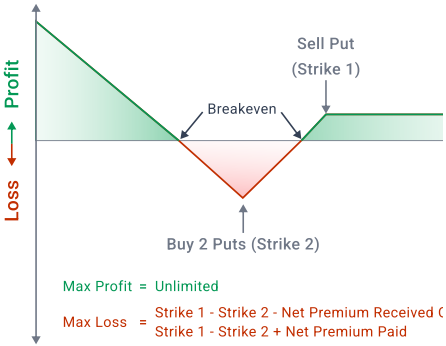 Profit
Loss
Sell Put
(Strike 1)
Breakeven
Buy 2 Puts (Strike 2)
Max Profit = Unlimited
Max Loss =
Strike 1 - Strike 2 - Net Premium Received
Strike 1 - Strike 2 + Net Premium Paid